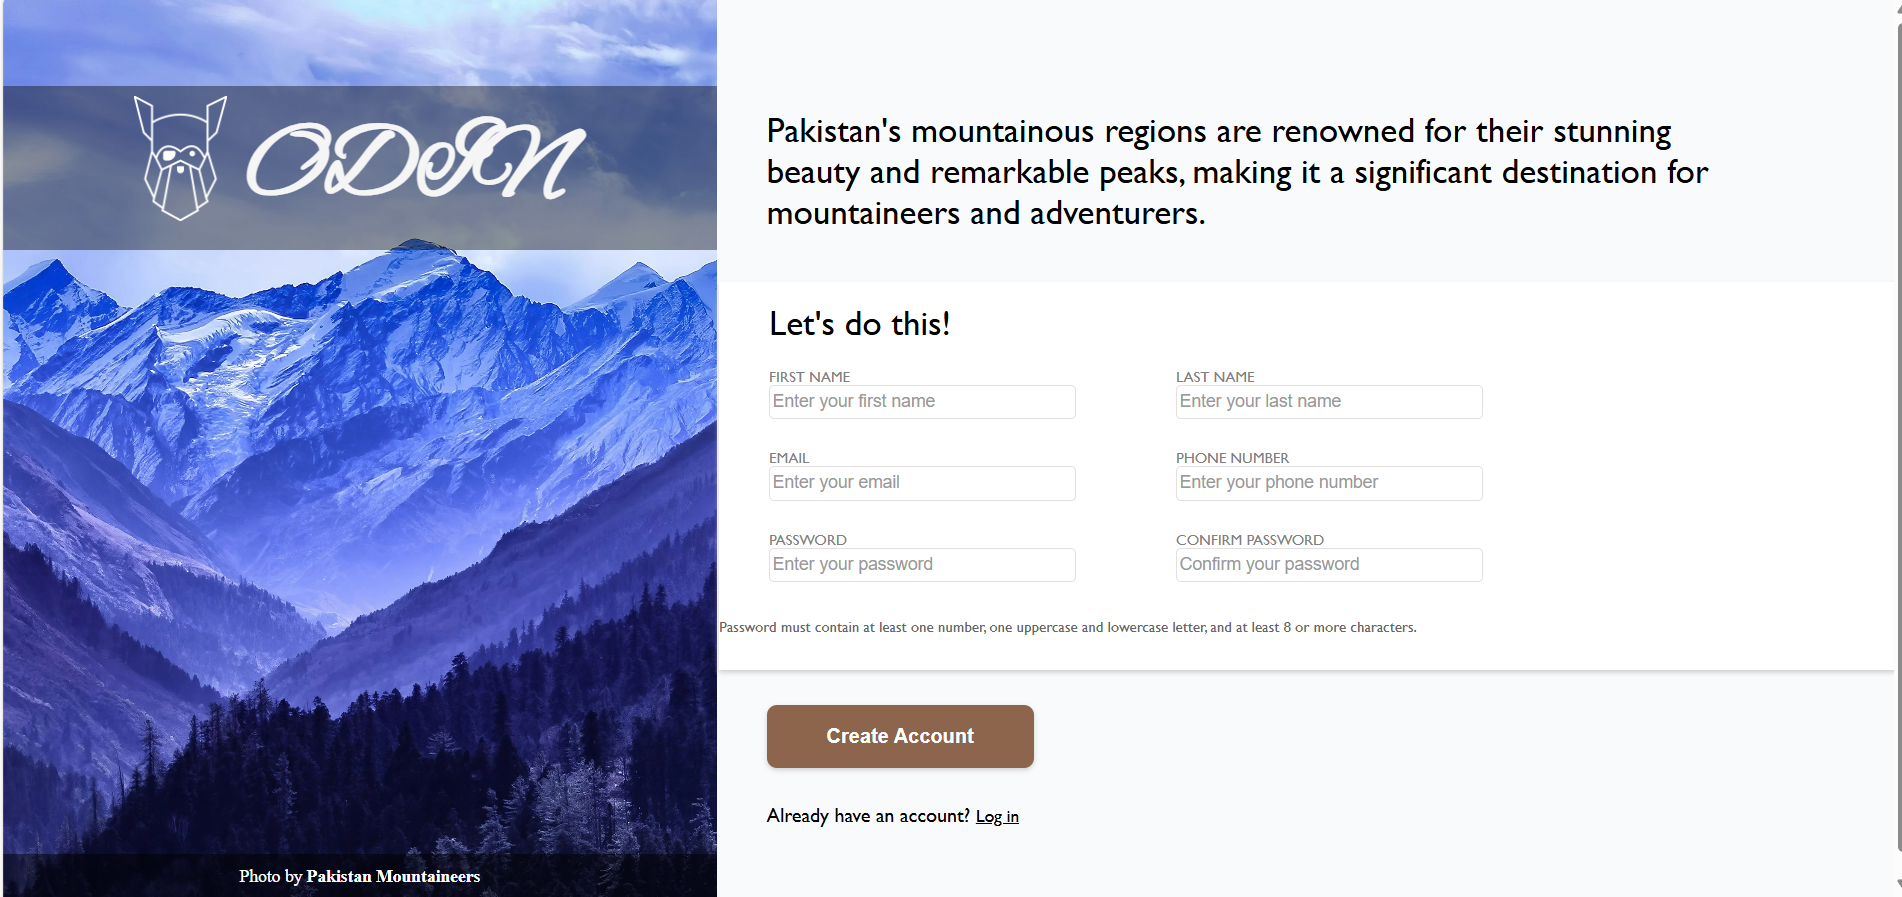 ODIN
Pakistan's mountainous regions are renowned for their stunning
beauty and remarkable peaks, making it a significant destination for
mountaineers and adventurers.
Let's do this!
FIRST NAME
Enter your first name
LAST NAME
Enter your last name
EMAIL
Enter your email
PHONE NUMBER
Enter your phone number
PASSWORD
Enter your password
CONFIRM PASSWORD
Confirm your password
Password must contain at least one number, one uppercase and lowercase letter, and at least 8 or more characters.
Create Account
Already have an account? Log in
Photo by Pakistan Mountaineers